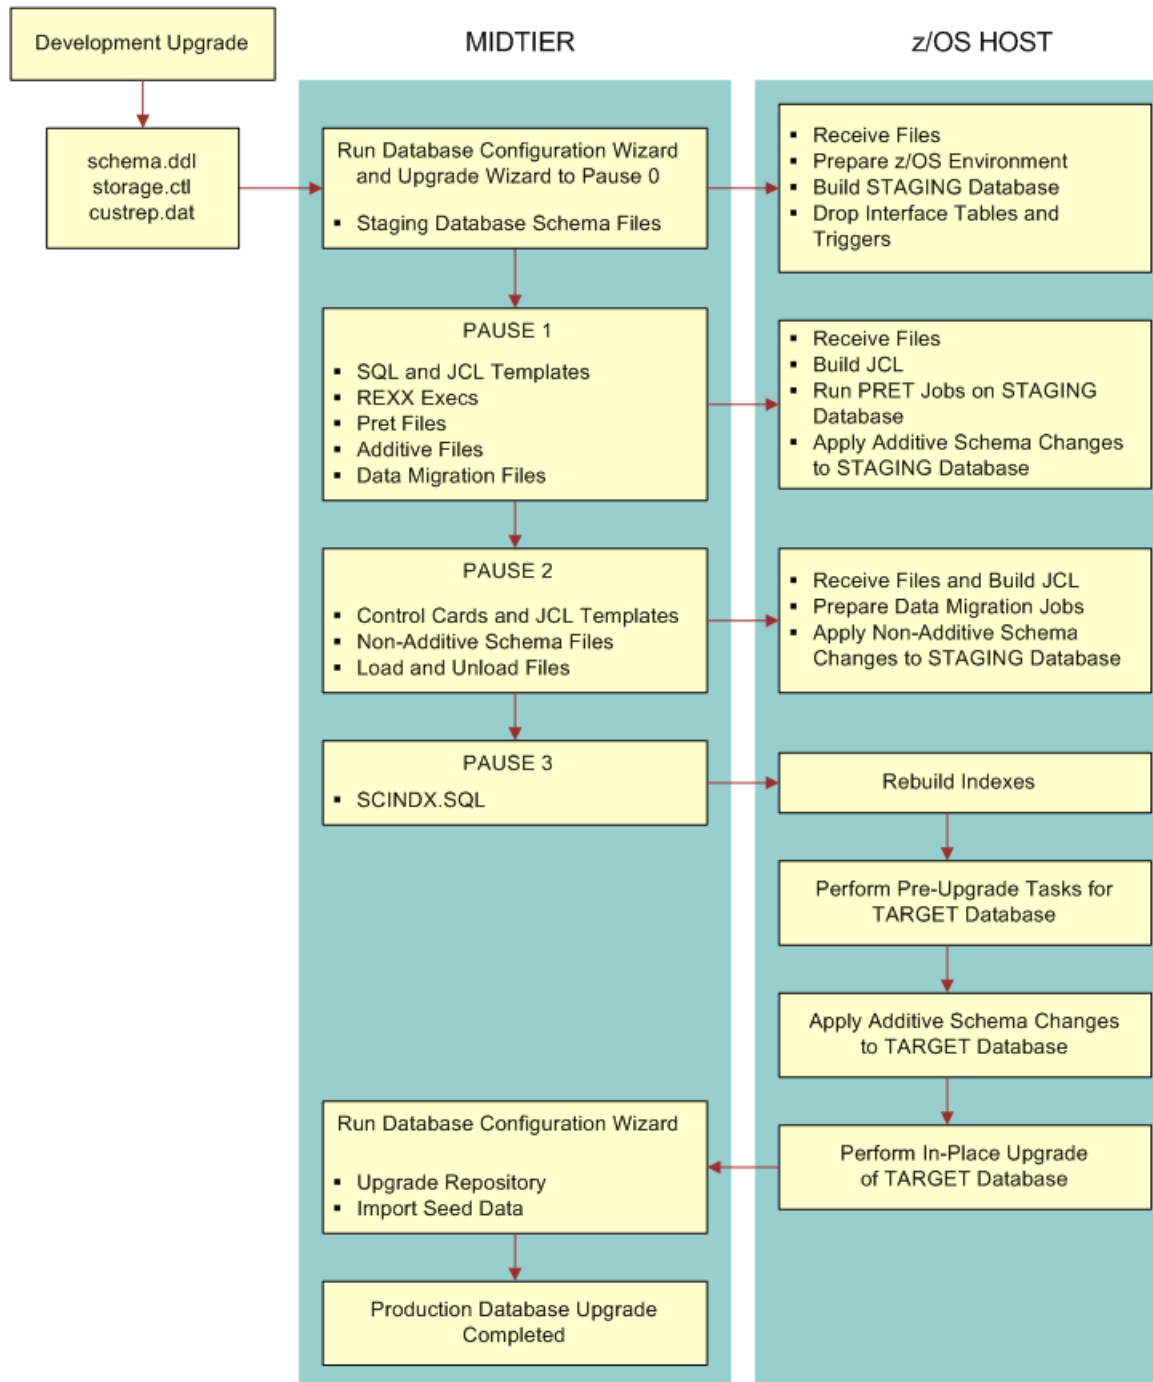 Development Upgrade
MIDTIER
z/OS HOST
schema.ddl
storage.ctl
custrep.dat
Run Database Configuration Wizard
and Upgrade Wizard to Pause 0
▪ Staging Database Schema Files
▪ Receive Files
▪ Prepare z/OS Environment
▪ Build STAGING Database
▪ Drop Interface Tables and
Triggers
PAUSE 1
▪ SQL and JCL Templates
▪ REXX Execs
▪ Pret Files
▪ Additive Files
▪ Data Migration Files
▪ Receive Files
▪ Build JCL
▪ Run PRET Jobs on STAGING
Database
▪ Apply Additive Schema Changes
to STAGING Database
PAUSE 2
▪ Control Cards and JCL Templates
▪ Non-Additive Schema Files
▪ Load and Unload Files
▪ Receive Files and Build JCL
▪ Prepare Data Migration Jobs
▪ Apply Non-Additive Schema
Changes to STAGING Database
PAUSE 3
▪ SCINDX.SQL
Rebuild Indexes
Perform Pre-Upgrade Tasks for
TARGET Database
Apply Additive Schema Changes
to TARGET Database
Perform In-Place Upgrade
of TARGET Database
Run Database Configuration Wizard
▪ Upgrade Repository
▪ Import Seed Data
Production Database Upgrade
Completed